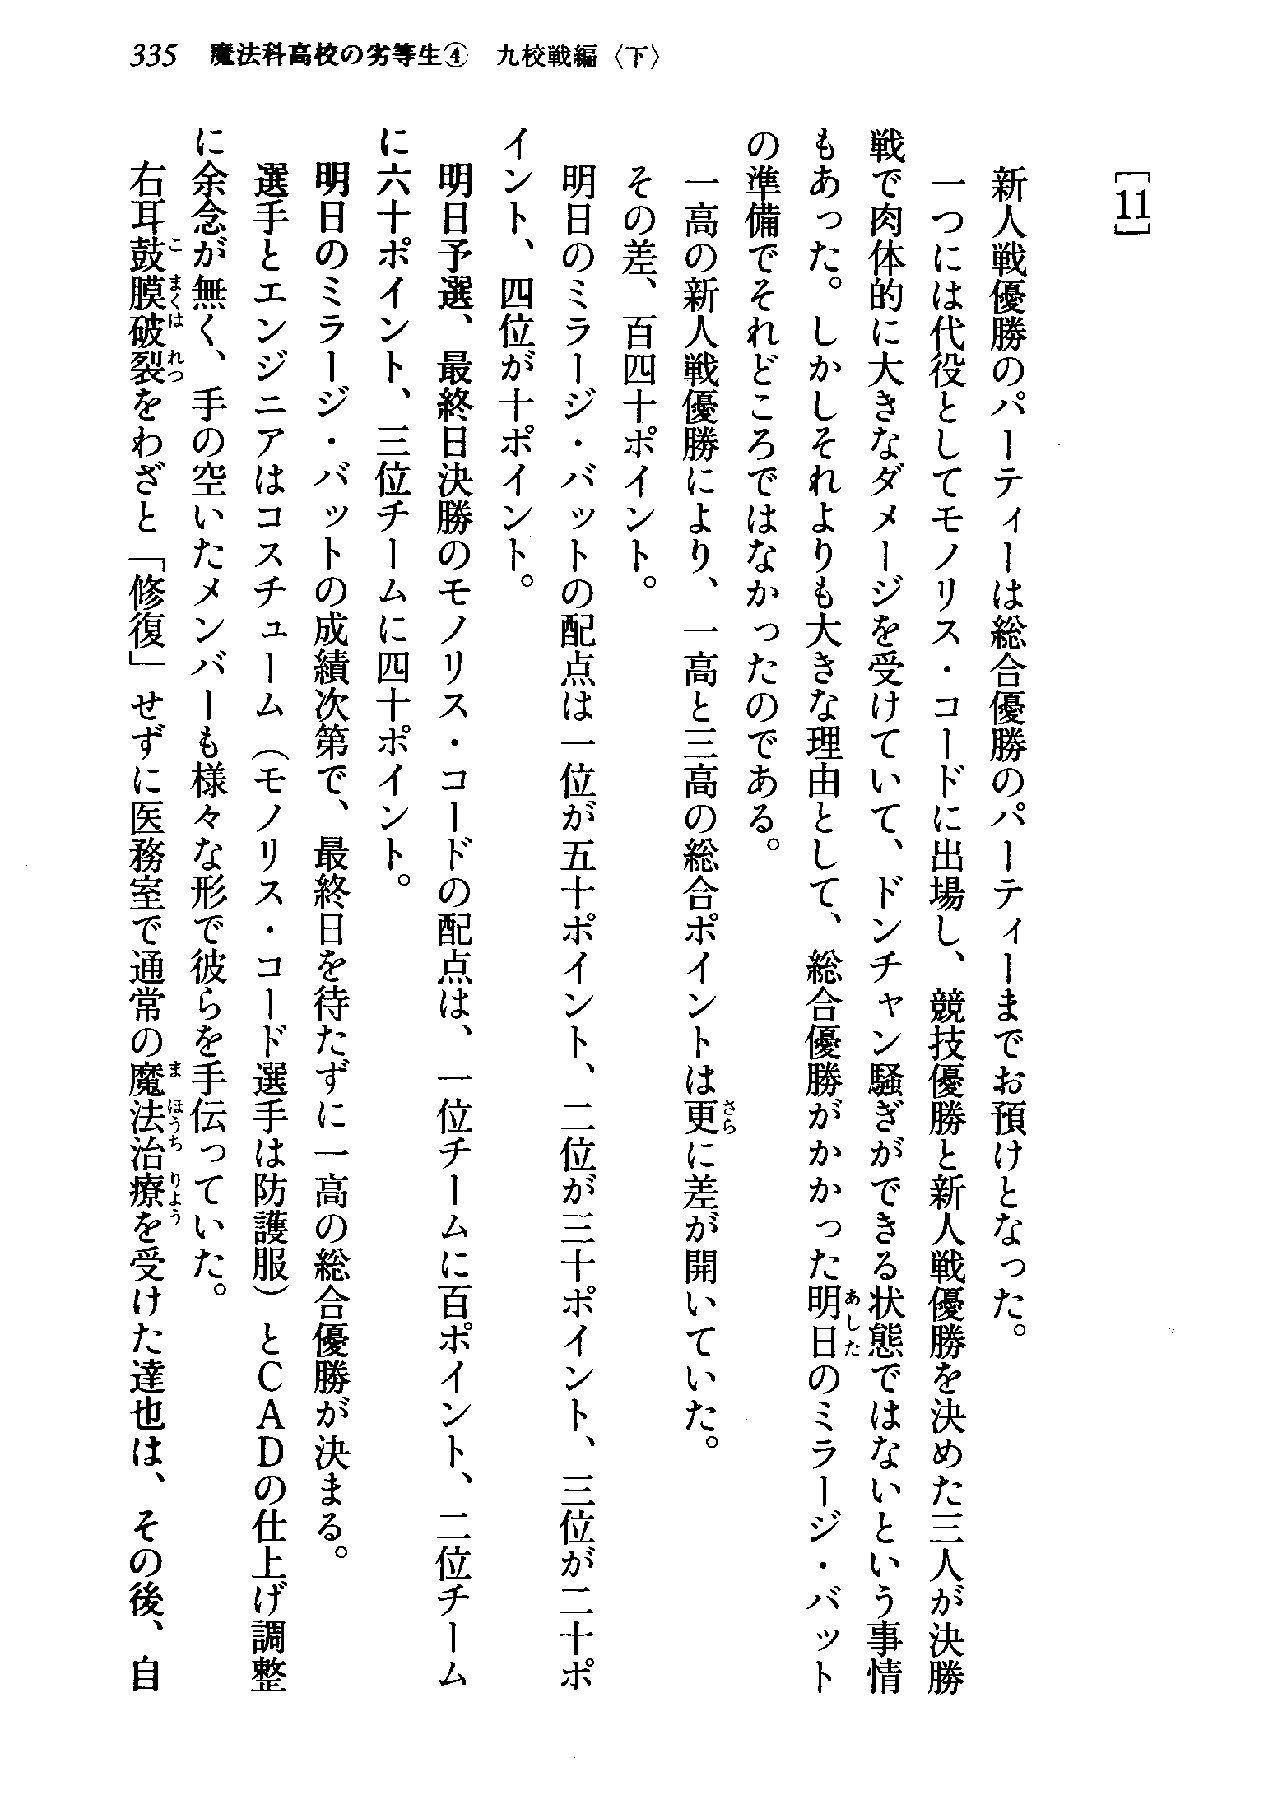 335 魔法科高校の劣等生④ 九校戦編〈下〉
[11]
新人戦優勝のパーティーは総合優勝のパーティーまでお預けとなった。
一つには代役としてモノリス・コードに出場し、競技優勝と新人戦優勝を決めた三人が決勝
戦で肉体的に大きなダメージを受けていて、ドンチャン騒ぎができる状態ではないという事情
もあった。しかしそれよりも大きな理由として、総合優勝がかかった明日のミラージ・バット
の準備でそれどころではなかったのである。
一高の新人戦優勝により、一高と三高の総合ポイントは更に差が開いていた。
その差、百四十ポイント。
明日のミラージ・バットの配点は一位が五十ポイント、二位が三十ポイント、三位が二十ポ
イント、四位が十ポイント。
明日予選、最終日決勝のモノリス・コードの配点は、一位チームに百ポイント、二位チーム
に六十ポイント、三位チームに四十ポイント。
明日のミラージ・バットの成績次第で、最終日を待たずに一高の総合優勝が決まる。
選手とエンジニアはコスチューム（モノリス・コード選手は防護服）とＣＡＤの仕上げ調整
に余念が無く、手の空いたメンバーも様々な形で彼らを手伝っていた。
右耳鼓膜破裂をわざと「修復」せずに医務室で通常の魔法治療を受けた達也は、その後、自